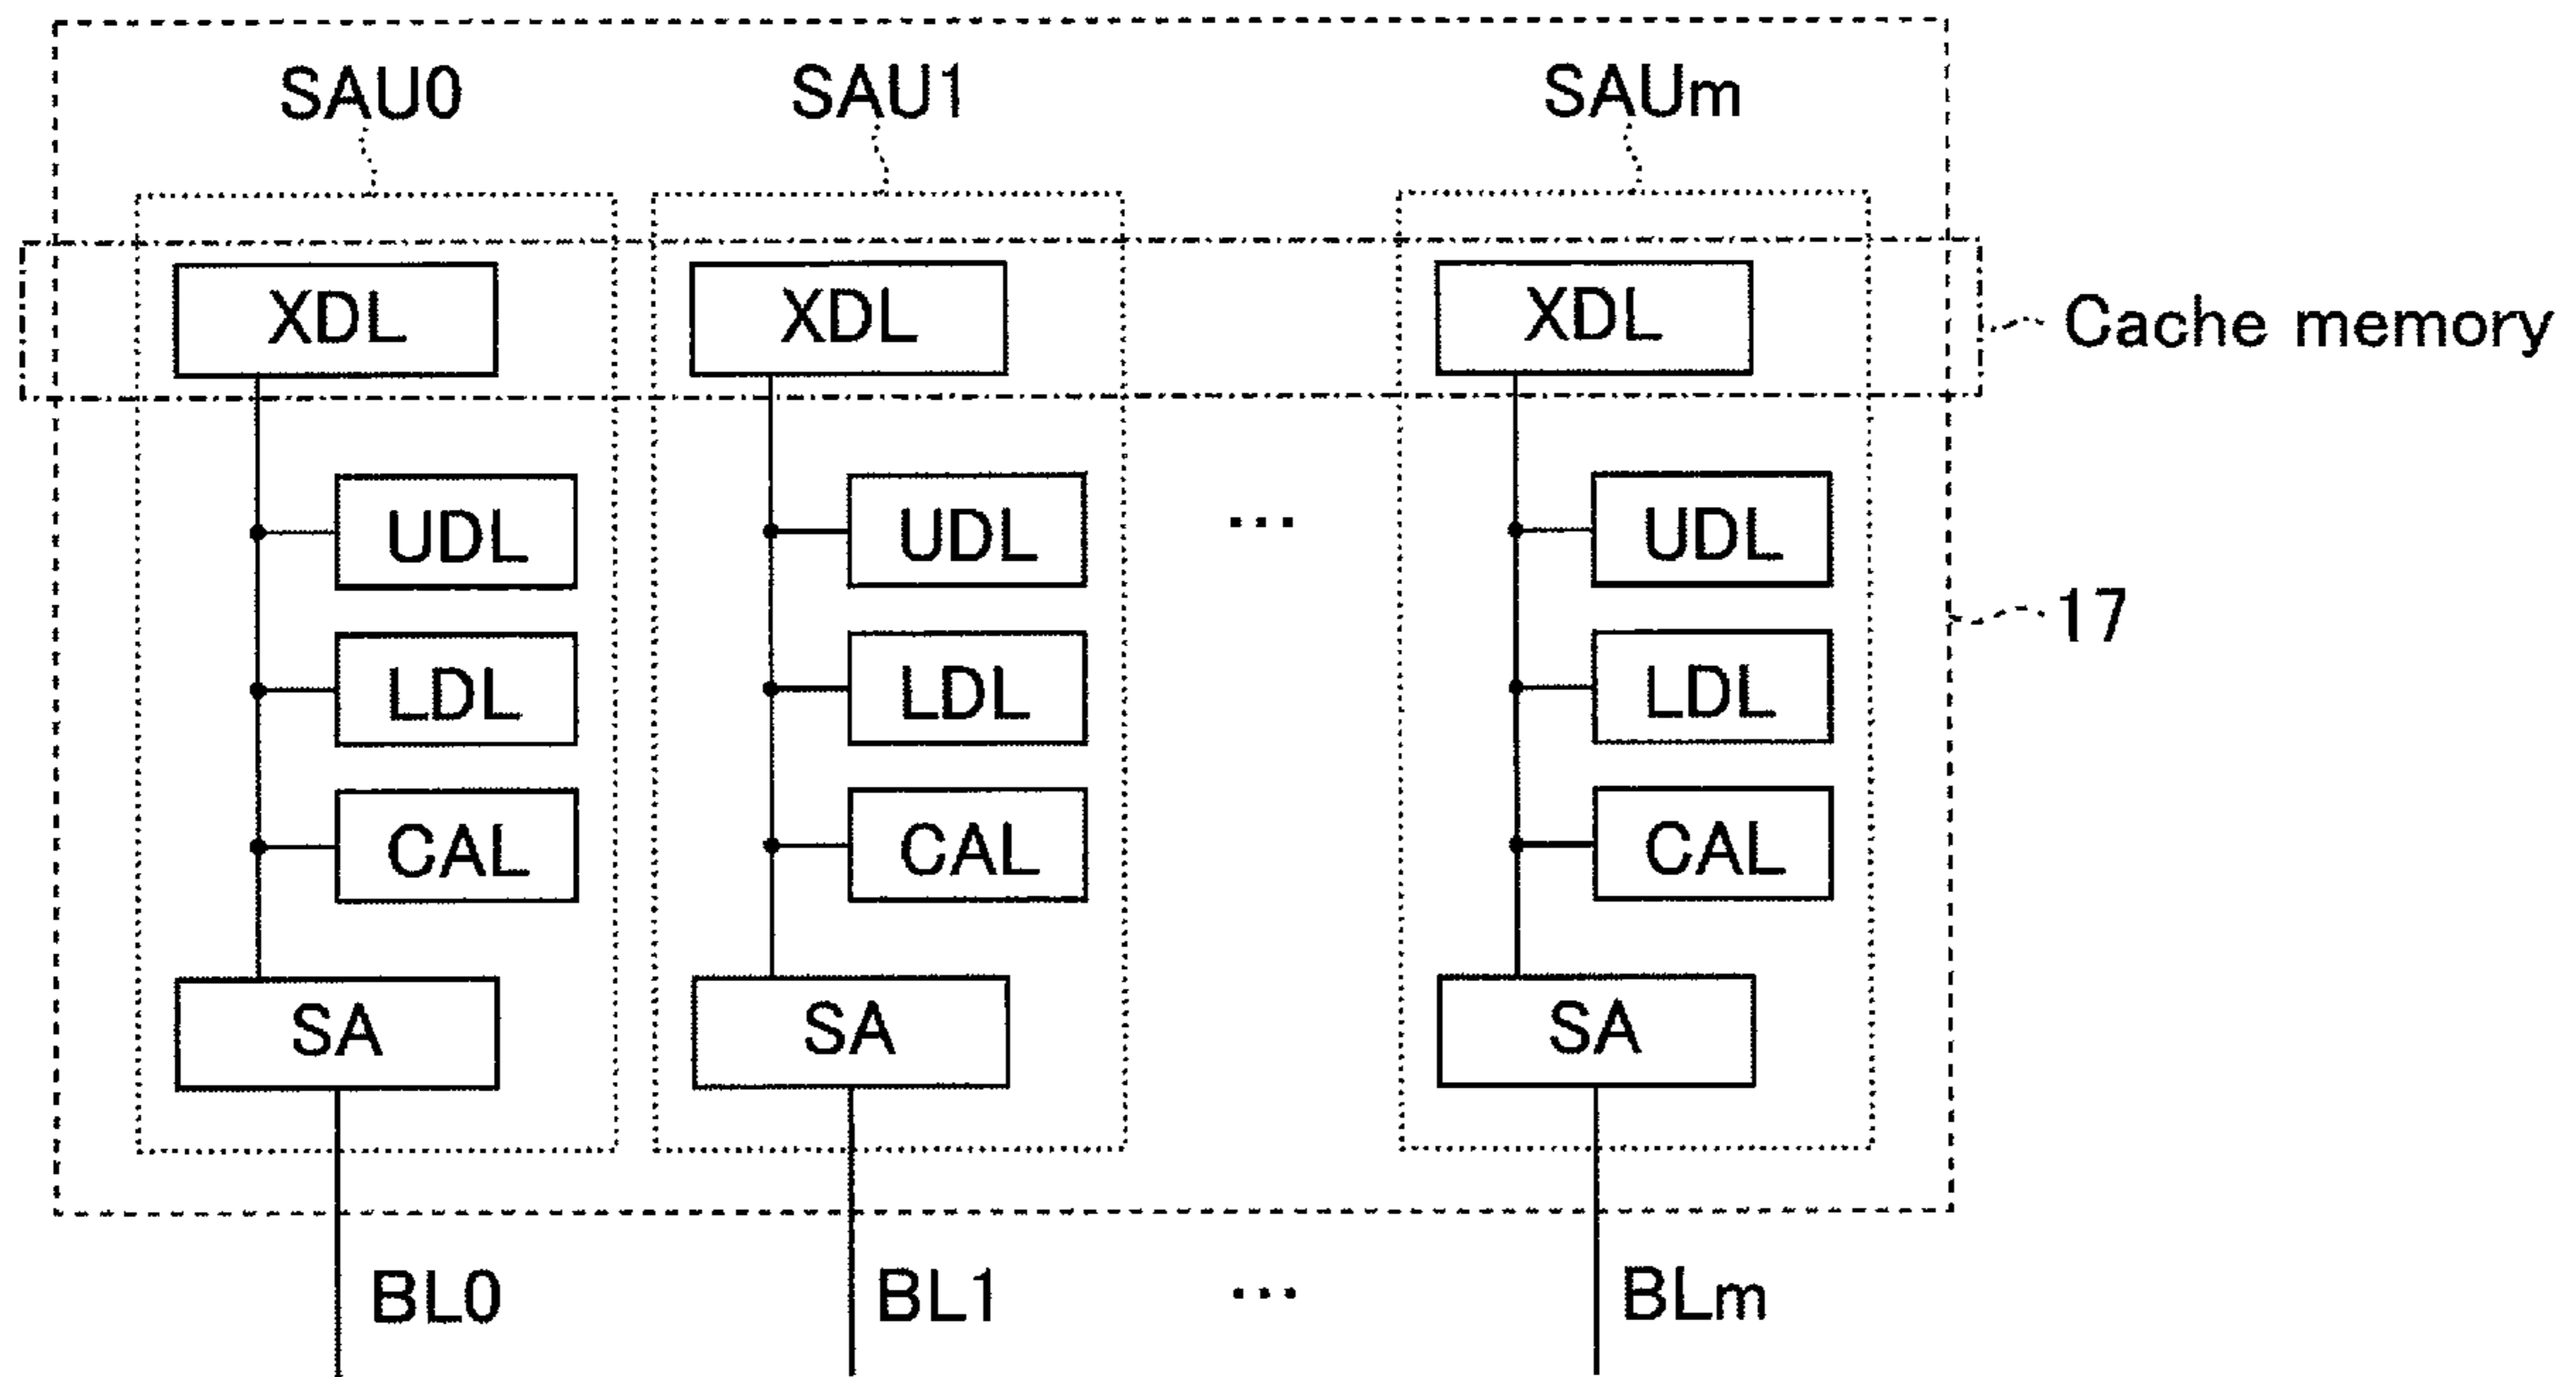 SAU0 SAU1 SAUm
XDL XDL XDL Cache memory
UDL UDL ... UDL
17
LDL LDL LDL
CAL CAL CAL
SA SA SA
BL0 BL1 ... BLm